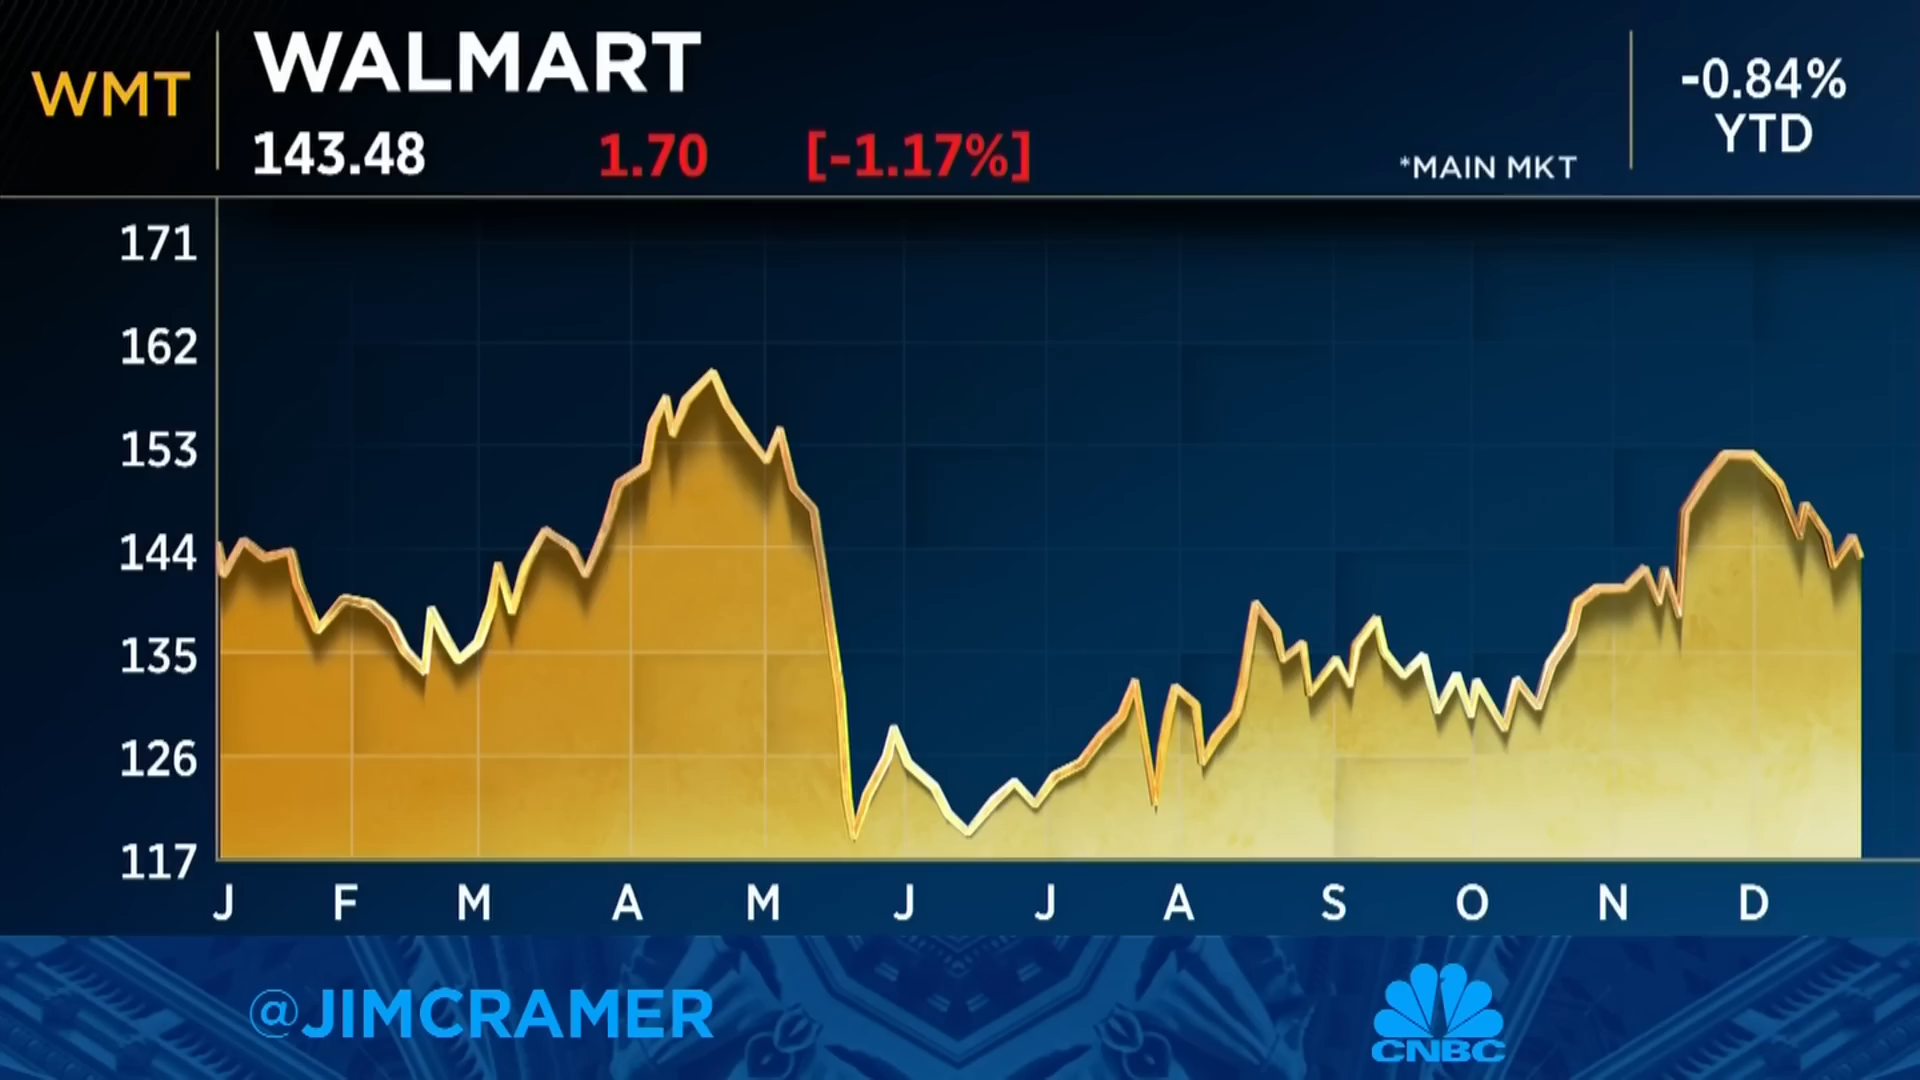 WMT
WALMART
143.48 1.70 [-1.17%]
*MAIN MKT
-0.84%
YTD
171
162
153
144
135
126
117
J F M A M J J A S O N D
@JIMCRAMER
CNBC